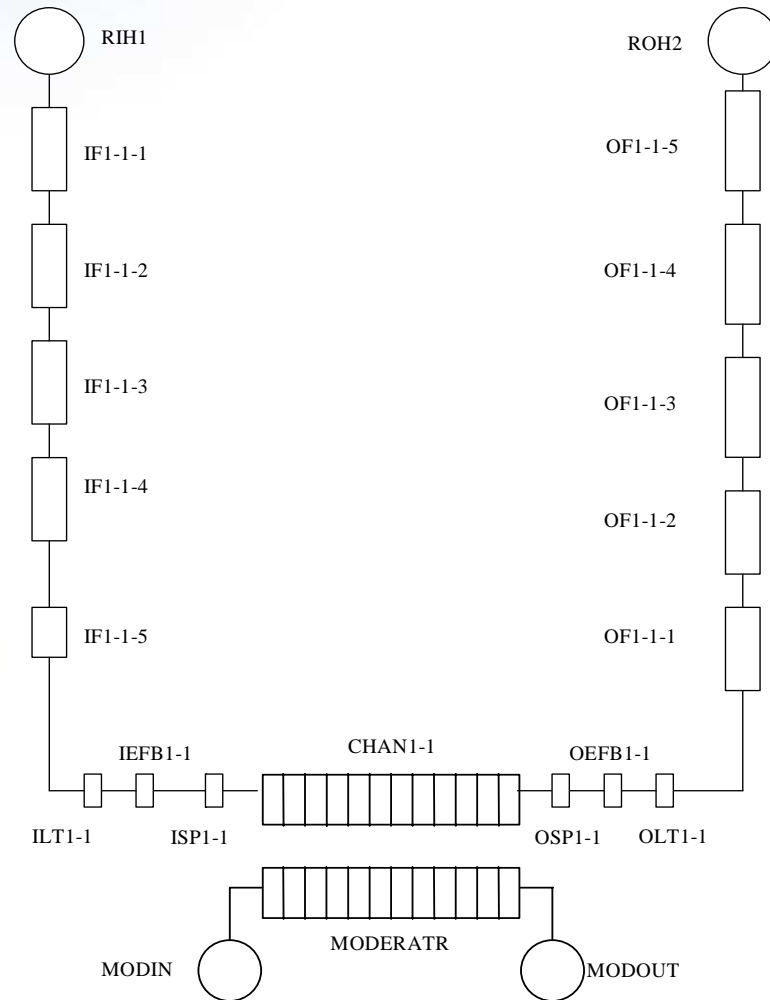 RIH1
ROH2
IF1-1-1
OF1-1-5
IF1-1-2
OF1-1-4
IF1-1-3
OF1-1-3
IF1-1-4
OF1-1-2
IF1-1-5
OF1-1-1
IEFB1-1
CHAN1-1
OEFB1-1
ILT1-1
ISP1-1
OSP1-1
OLT1-1
MODERATR
MODIN
MODOUT